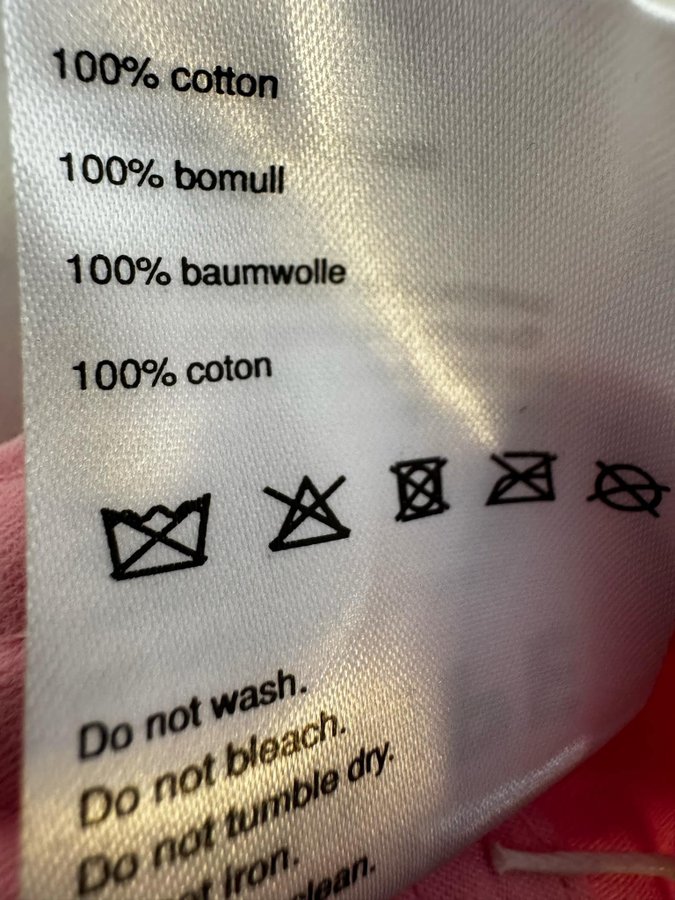 100% cotton
100% bomull
100% baumwolle
100% coton
Do not wash.
Do not bleach.
Do not tumble dry.
iron.